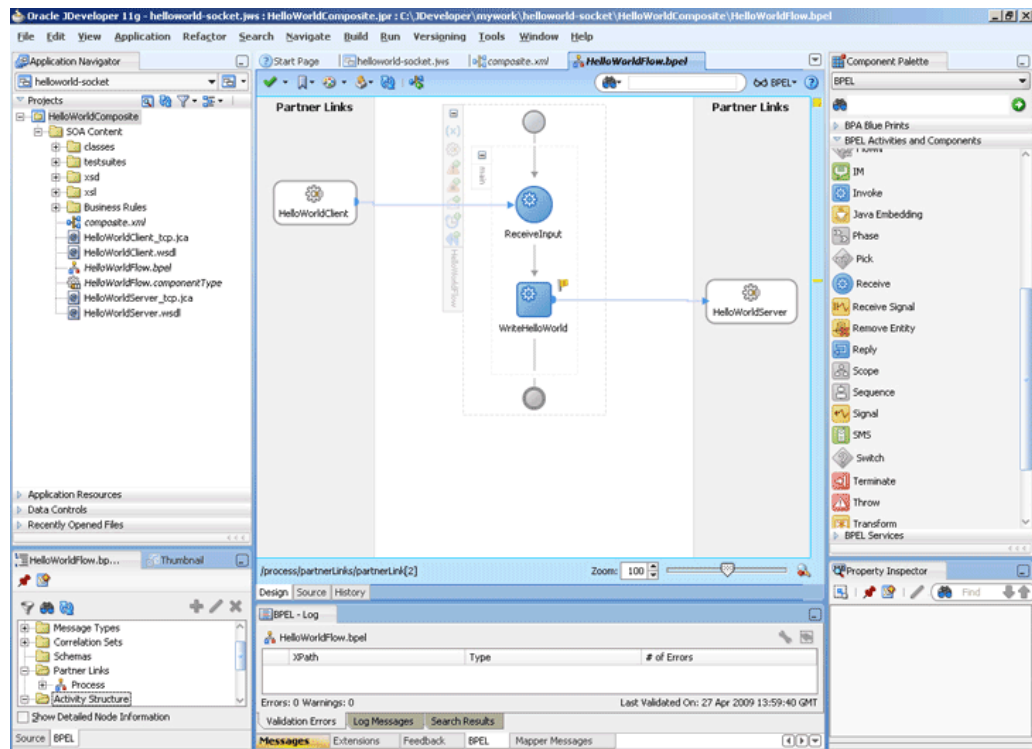 Oracle JDeveloper 11g - helloworld-socket.jws : HelloWorldComposite.jpr : C:\JDeveloper\mywork\helloworld-socket\HelloWorldComposite\HelloWorldFlow.bpel
File Edit View Application Refactor Search Navigate Build Run Versioning Tools Window Help
Application Navigator
helloworld-socket
Projects
HelloWorldComposite
SOA Content
classes
testsuites
xsd
xsl
Business Rules
composite.xml
HelloWorldClient_tcp.jca
HelloWorldClient.wsdl
HelloWorldFlow.bpel
HelloWorldFlow.componentType
HelloWorldServer_tcp.jca
HelloWorldServer.wsdl
Application Resources
Data Controls
Recently Opened Files
HelloWorldFlow.bp... Thumbnail
Message Types
Correlation Sets
Schemas
Partner Links
Process
Activity Structure
Show Detailed Node Information
Source BPEL
Start Page helloworld-socket.jws composite.xml HelloWorldFlow.bpel
BPEL
Partner Links Partner Links
main
HelloWorldClient
ReceiveInput
HelloWorldFlow
HelloWorldServer
WriteHelloWorld
/process/partnerLinks/partnerLink[2] Zoom: 100
Design Source History
BPEL - Log
HelloWorldFlow.bpel
XPath Type # of Errors
Errors: 0 Warnings: 0 Last Validated On: 27 Apr 2009 13:59:40 GMT
Validation Errors Log Messages Search Results
Messages Extensions Feedback BPEL Mapper Messages
Component Palette
BPEL
BPA Blue Prints
BPEL Activities and Components
IM
Invoke
Java Embedding
Phase
Pick
Receive
Receive Signal
Remove Entity
Reply
Scope
Sequence
Signal
SMS
Switch
Terminate
Throw
Transform
BPEL Services
Property Inspector
Find